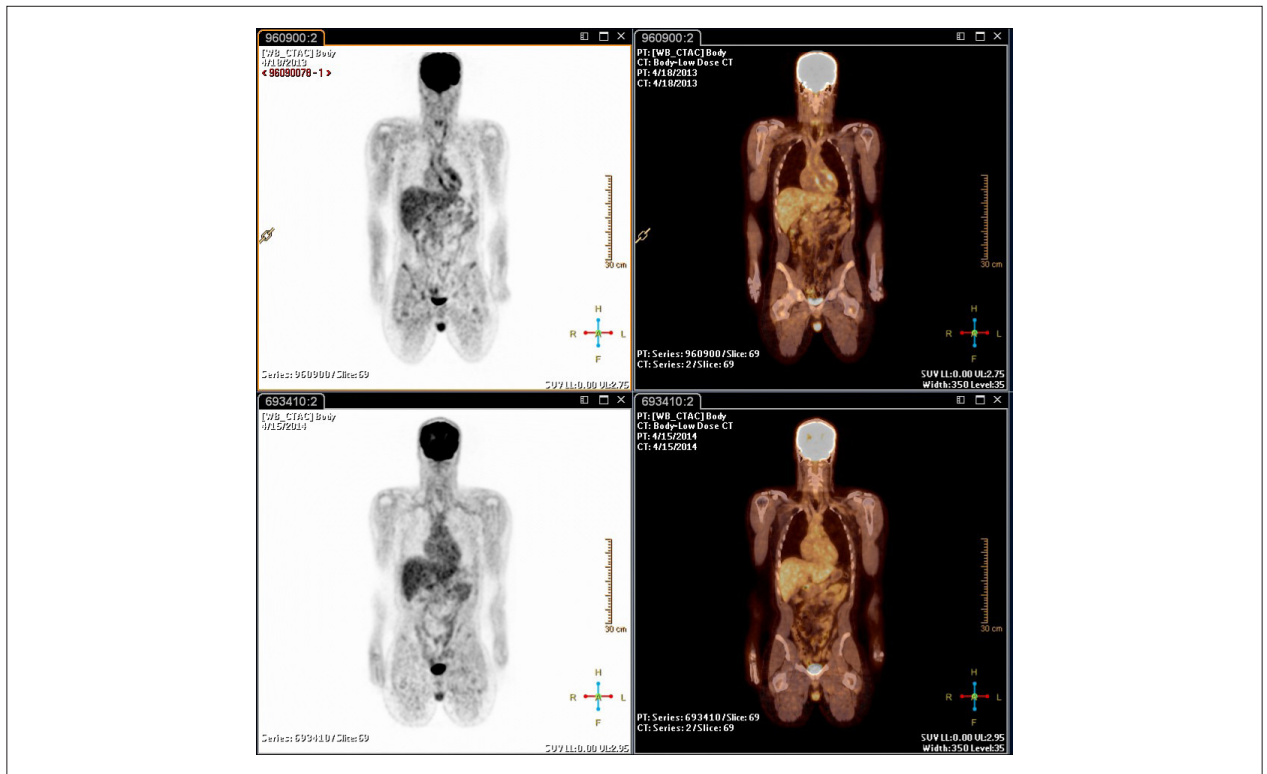 960900:2
[WB_CTAC] Body
4/18/2013
< 96090078-1 >
30 cm
H
R A L
F
Series: 960900/Slice: 69
SUV LL:0.00 UL:2.75
960900:2
PT: [WB_CTAC] Body
CT: Body-Low Dose CT
PT: 4/18/2013
CT: 4/18/2013
30 cm
H
R A L
F
PT: Series: 960900/Slice: 69
CT: Series: 2/Slice: 69
SUV LL:0.00 UL:2.75
Width:350 Level:35
693410:2
[WB_CTAC] Body
4/15/2014
30 cm
H
R A L
F
Series: 693410/Slice: 69
SUV LL:0.00 UL:2.95
693410:2
PT: [WB_CTAC] Body
CT: Body-Low Dose CT
PT: 4/15/2014
CT: 4/15/2014
30 cm
H
R A L
F
PT: Series: 693410/Slice: 69
CT: Series: 2/Slice: 69
SUV LL:0.00 UL:2.95
Width:350 Level:35